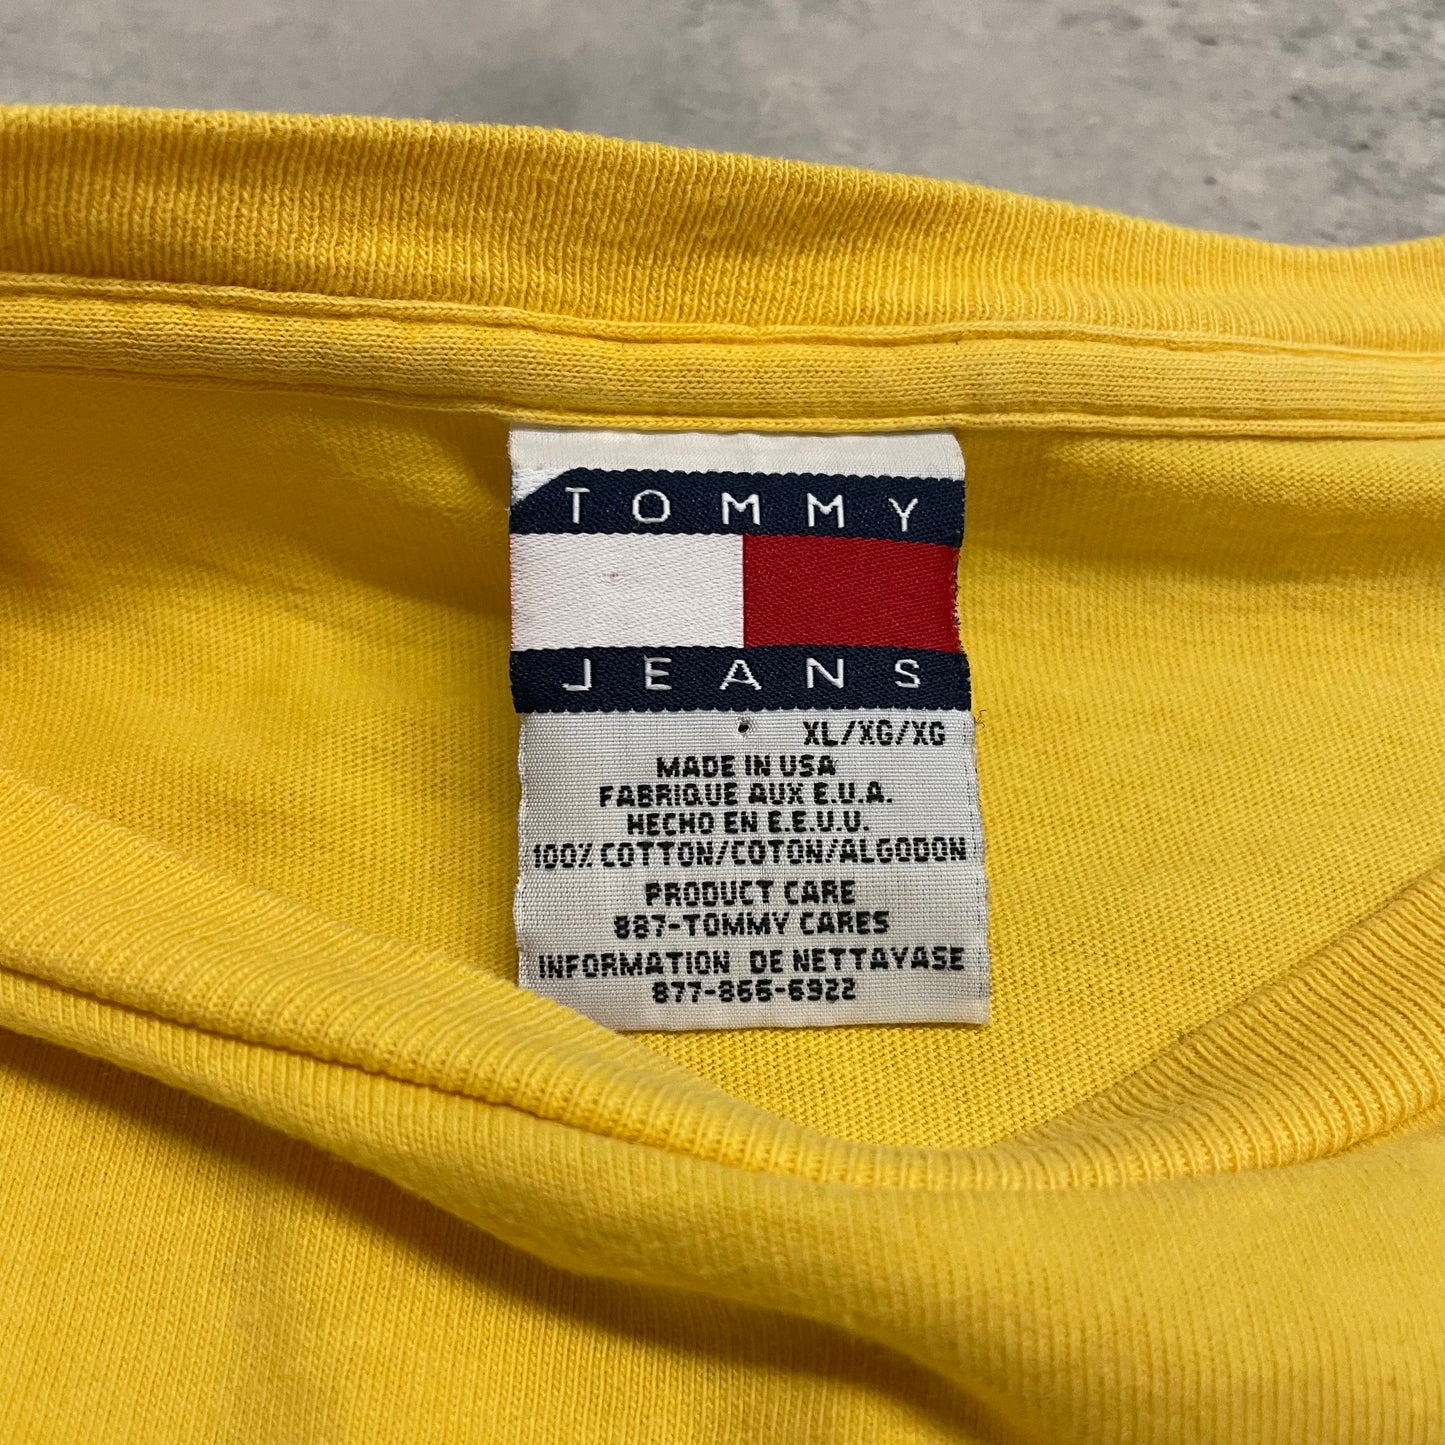 TOMMY
JEANS
XL/XG/XG
MADE IN USA
FABRIQUE AUX E.U.A.
HECHO EN E.E.U.U.
100% COTTON/COTON/ALGODON
PRODUCT CARE
887-TOMMY CARES
INFORMATION DE NETTAYASE
877-866-6922